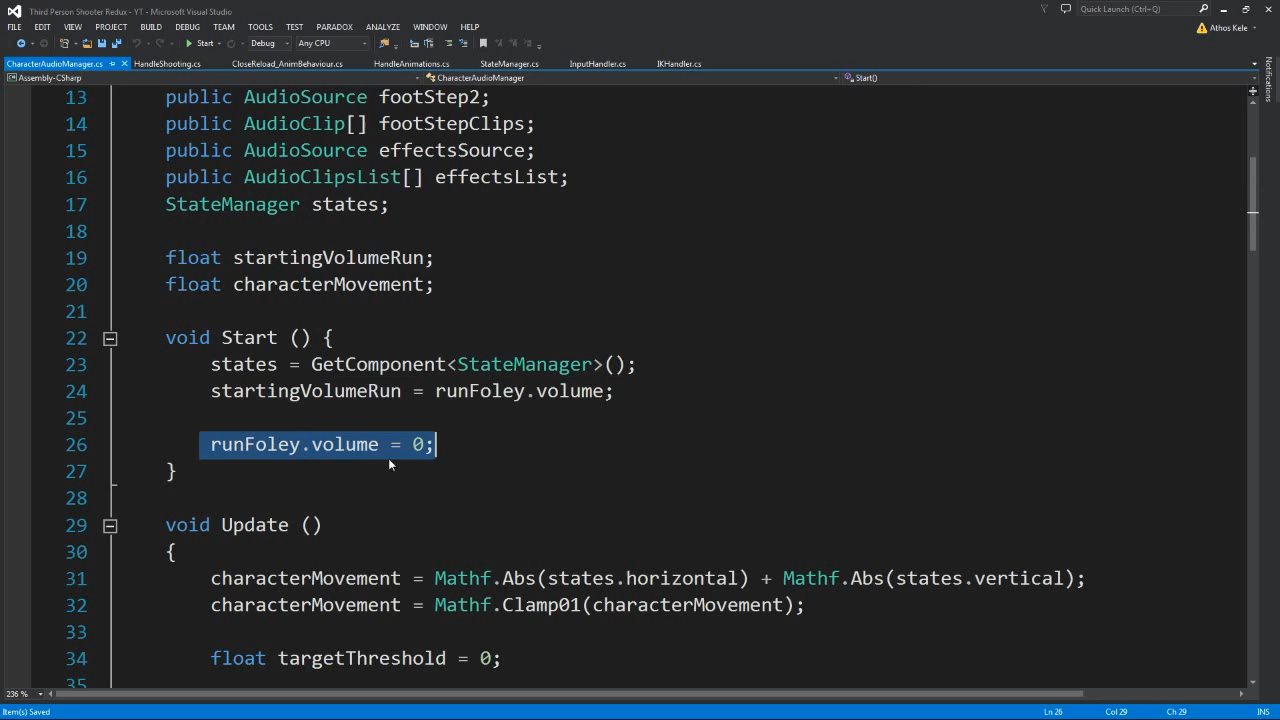 Third Person Shooter Redux - YT - Microsoft Visual Studio
Quick Launch (Ctrl+Q)
FILE EDIT VIEW PROJECT BUILD DEBUG TEAM TOOLS TEST PARADOX ANALYZE WINDOW HELP
Athos Kele
Start Debug Any CPU
CharacterAudioManager.cs HandleShooting.cs CloseReload_AnimBehaviour.cs HandleAnimations.cs StateManager.cs InputHandler.cs IKHandler.cs
Assembly-CSharp CharacterAudioManager Start()
Notifications
13 public AudioSource footStep2;
14 public AudioClip[] footStepClips;
15 public AudioSource effectsSource;
16 public AudioClipsList[] effectsList;
17 StateManager states;
18
19 float startingVolumeRun;
20 float characterMovement;
21
22 void Start () {
23 states = GetComponent<StateManager>();
24 startingVolumeRun = runFoley.volume;
25
26 runFoley.volume = 0;
27 }
28
29 void Update ()
30 {
31 characterMovement = Mathf.Abs(states.horizontal) + Mathf.Abs(states.vertical);
32 characterMovement = Mathf.Clamp01(characterMovement);
33
34 float targetThreshold = 0;
35
236 %
Item(s) Saved Ln 26 Col 29 Ch 29 INS